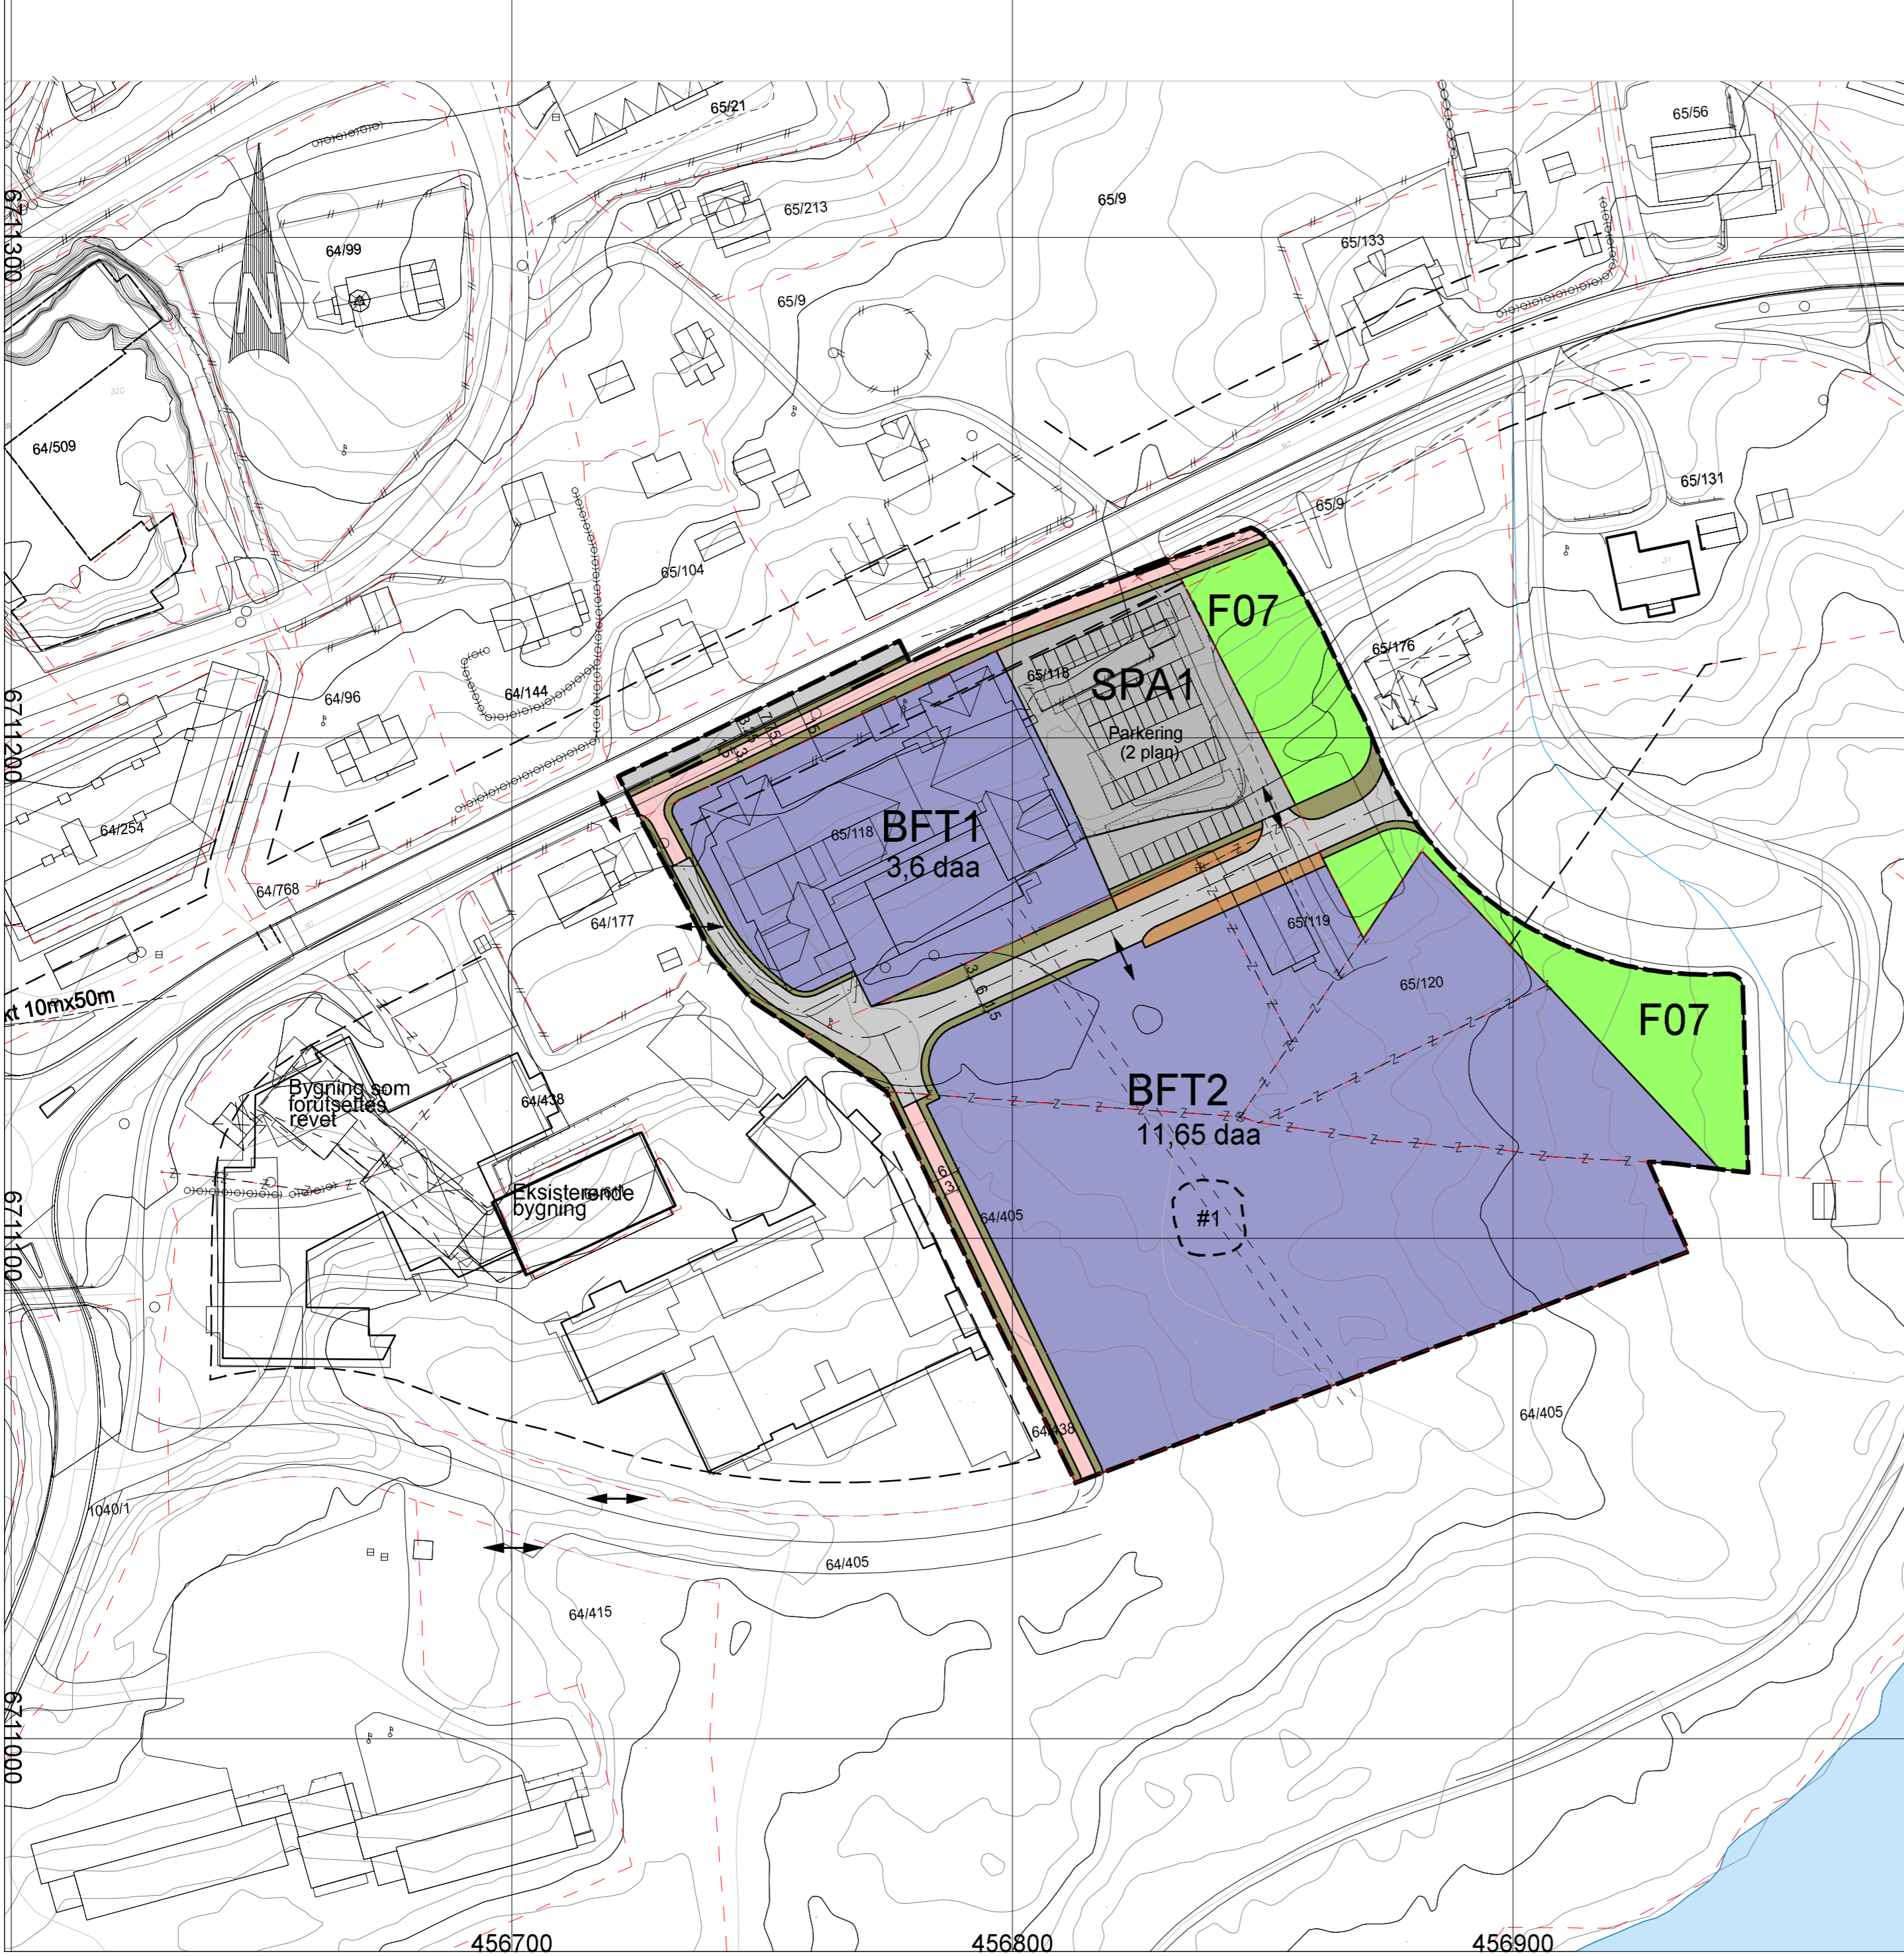 65/21
65/56
65/9
65/213
65/133
64/99
65/9
6711300
N
64/509
65/131
65/9
65/104
F07
65/176
64/144
65/118
SPA1
64/96
Parkering
(2 plan)
6711200
64/254
65/118
BFT1
3,6 daa
64/768
64/177
65/119
65/120
kt 10mx50m
F07
Bygning som
forutsettes
revet
64/438
BFT2
11,65 daa
6
3
Eksisterende
bygning
64/405
#1
6711100
64/405
64/438
1040/1
64/405
64/415
6711000
456700
456800
456900